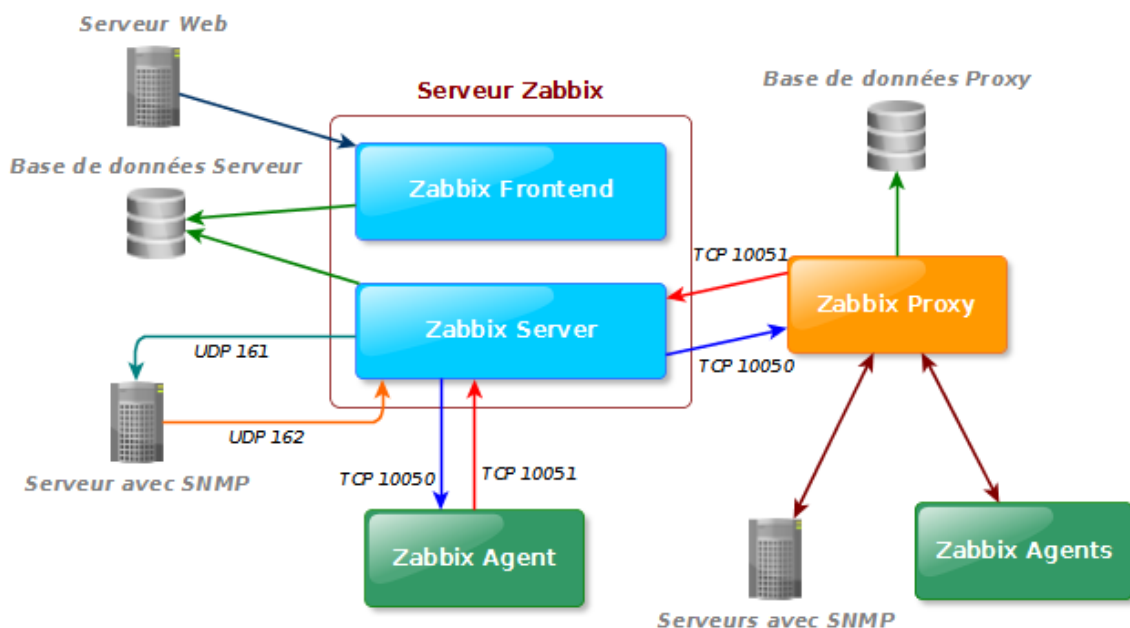 Serveur Web
Serveur Zabbix
Base de données Proxy
Base de données Serveur
Zabbix Frontend
TCP 10051
Zabbix Server
Zabbix Proxy
UDP 161
TCP 10050
UDP 162
Serveur avec SNMP
TCP 10050
TCP 10051
Zabbix Agent
Zabbix Agents
Serveurs avec SNMP